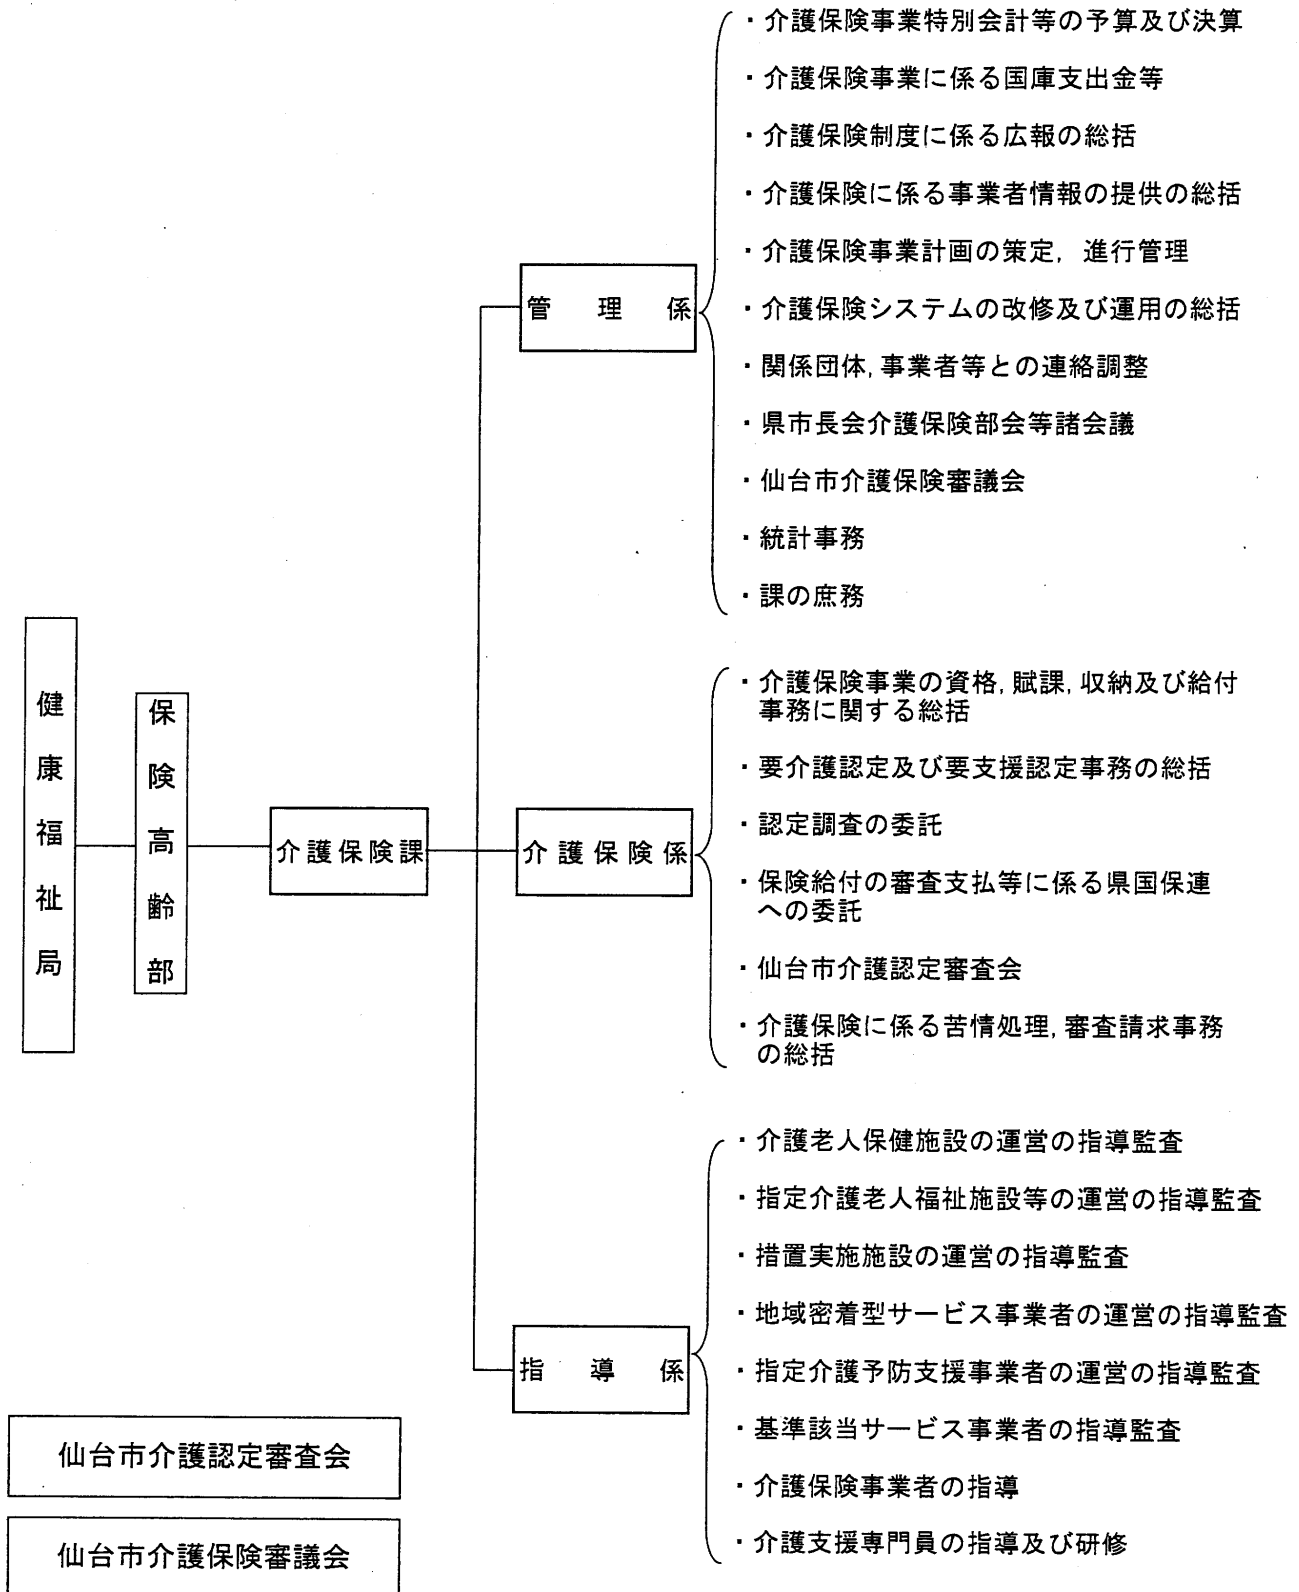 健康福祉局
保険高齢部
介護保険課
管理係
・介護保険事業特別会計等の予算及び決算
・介護保険事業に係る国庫支出金等
・介護保険制度に係る広報の総括
・介護保険に係る事業者情報の提供の総括
・介護保険事業計画の策定，進行管理
・介護保険システムの改修及び運用の総括
・関係団体，事業者等との連絡調整
・県市長会介護保険部会等諸会議
・仙台市介護保険審議会
・統計事務
・課の庶務
介護保険係
・介護保険事業の資格，賦課，収納及び給付
事務に関する総括
・要介護認定及び要支援認定事務の総括
・認定調査の委託
・保険給付の審査支払等に係る県国保連
への委託
・仙台市介護認定審査会
・介護保険に係る苦情処理，審査請求事務
の総括
指導係
・介護老人保健施設の運営の指導監査
・指定介護老人福祉施設等の運営の指導監査
・措置実施施設の運営の指導監査
・地域密着型サービス事業者の運営の指導監査
・指定介護予防支援事業者の運営の指導監査
・基準該当サービス事業者の指導監査
・介護保険事業者の指導
・介護支援専門員の指導及び研修
仙台市介護認定審査会
仙台市介護保険審議会